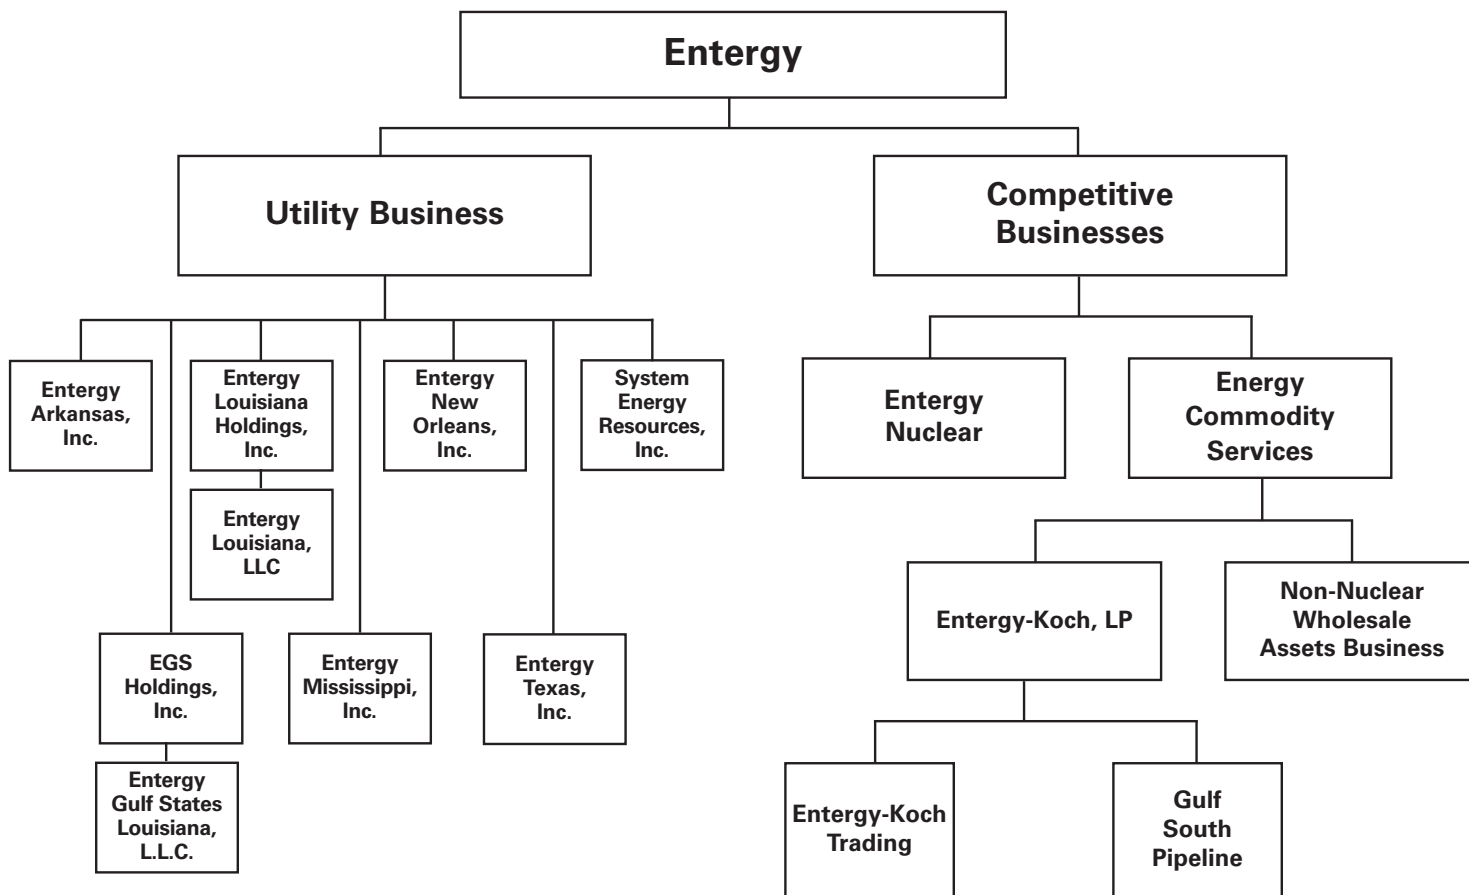 Entergy
Utility Business
Competitive
Businesses
Entergy
Arkansas,
Inc.
Entergy
Louisiana
Holdings,
Inc.
Entergy
New
Orleans,
Inc.
System
Energy
Resources,
Inc.
Entergy
Louisiana,
LLC
EGS
Holdings,
Inc.
Entergy
Mississippi,
Inc.
Entergy
Texas,
Inc.
Entergy
Gulf States
Louisiana,
L.L.C.
Entergy
Nuclear
Energy
Commodity
Services
Entergy-Koch, LP
Non-Nuclear
Wholesale
Assets Business
Entergy-Koch
Trading
Gulf
South
Pipeline